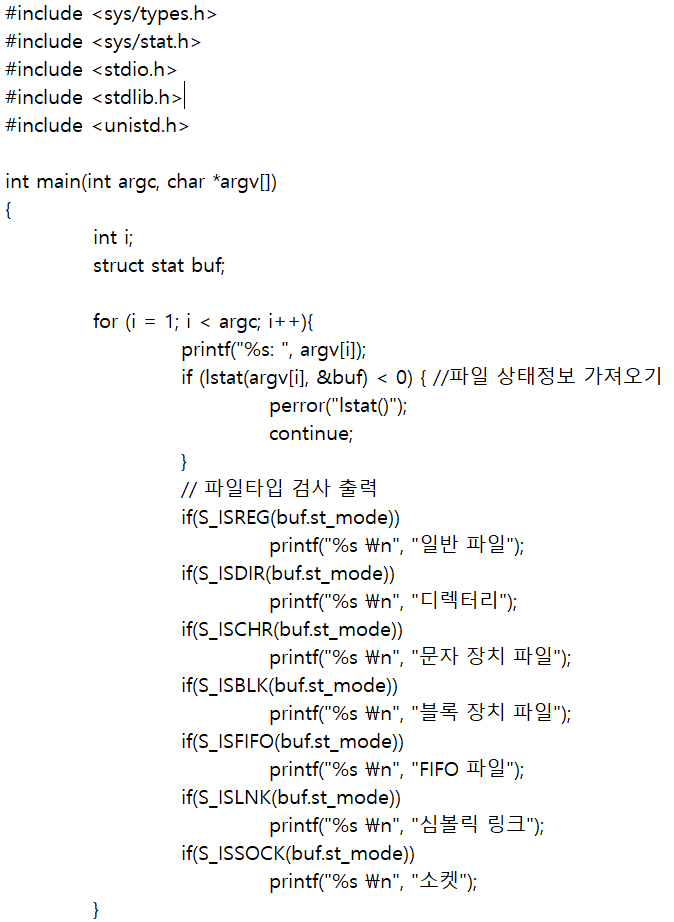 #include <sys/types.h>
#include <sys/stat.h>
#include <stdio.h>
#include <stdlib.h>
#include <unistd.h>
int main(int argc, char *argv[])
{
int i;
struct stat buf;
for (i = 1; i < argc; i++){
printf("%s: ", argv[i]);
if (lstat(argv[i], &buf) < 0) { //파일 상태정보 가져오기
perror("lstat()");
continue;
}
// 파일타입 검사 출력
if(S_ISREG(buf.st_mode))
printf("%s ₩n", "일반 파일");
if(S_ISDIR(buf.st_mode))
printf("%s ₩n", "디렉터리");
if(S_ISCHR(buf.st_mode))
printf("%s ₩n", "문자 장치 파일");
if(S_ISBLK(buf.st_mode))
printf("%s ₩n", "블록 장치 파일");
if(S_ISFIFO(buf.st_mode))
printf("%s ₩n", "FIFO 파일");
if(S_ISLNK(buf.st_mode))
printf("%s ₩n", "심볼릭 링크");
if(S_ISSOCK(buf.st_mode))
printf("%s ₩n", "소켓");
}